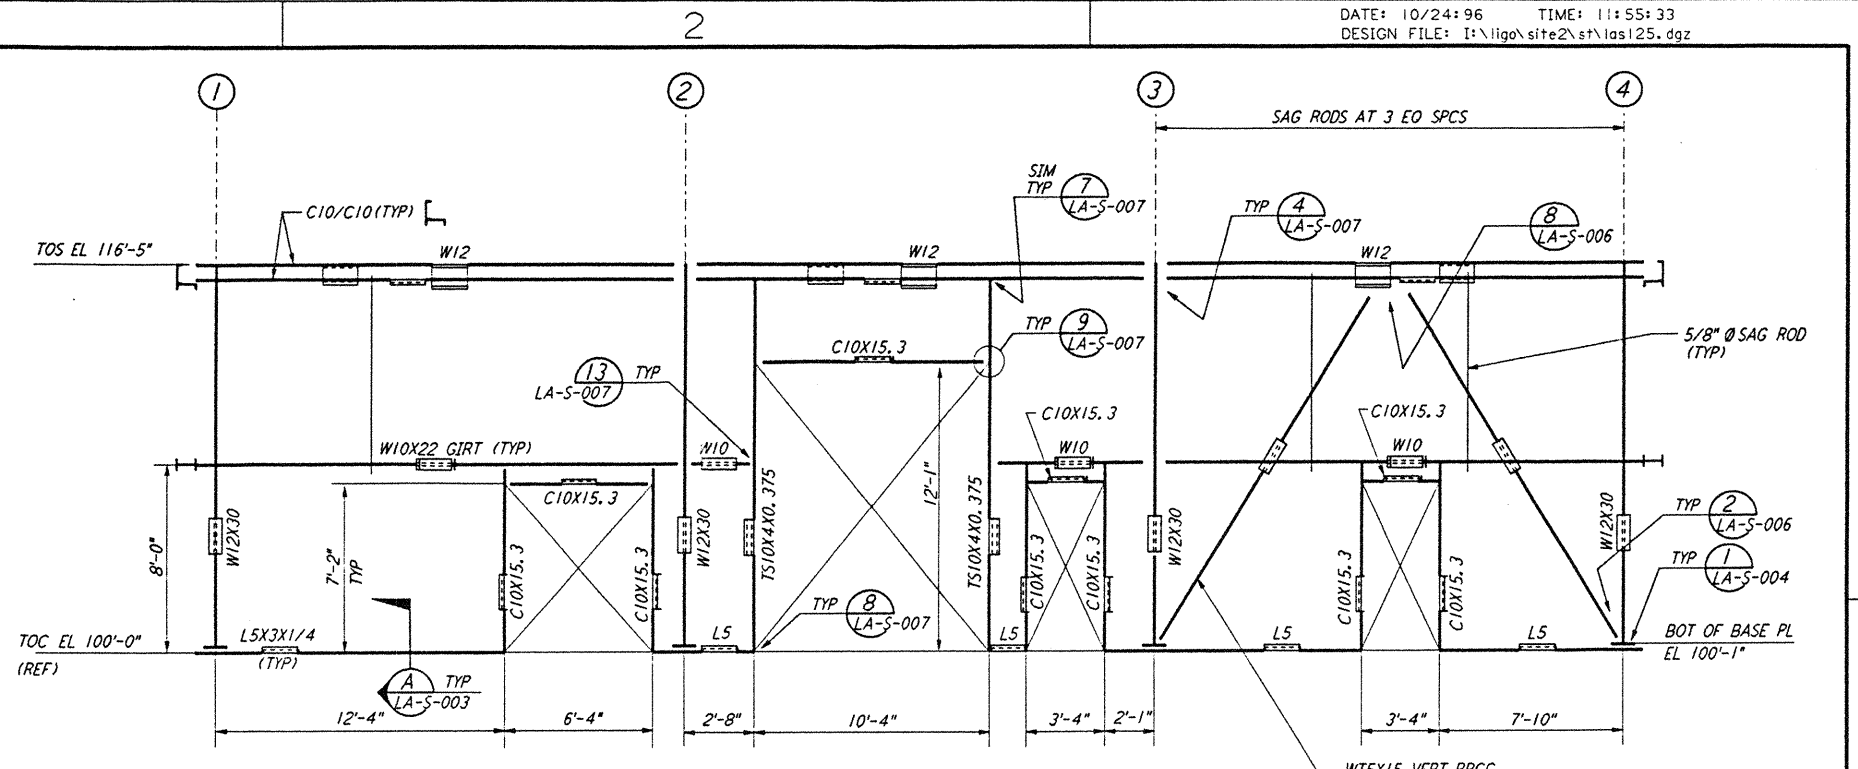 2
DATE: 10/24:96 TIME: 11:55:33
DESIGN FILE: I:\ligo\site2\st\las125.dgz
1
2
3
4
SAG RODS AT 3 EQ SPCS
SIM
TYP
7
LA-S-007
TYP
4
LA-S-007
8
LA-S-006
C10/C10(TYP)
TOS EL 116'-5"
W12
W12
W12
TYP
9
LA-S-007
5/8" Ø SAG ROD
(TYP)
C10X15.3
13
TYP
LA-S-007
C10X15.3
C10X15.3
W10X22 GIRT (TYP)
W10
W10
W10
C10X15.3
12'-1"
8'-0"
W12X30
7'-2"
TYP
C10X15.3
C10X15.3
W12X30
TS10X4X0.375
TS10X4X0.375
C10X15.3
C10X15.3
W12X30
C10X15.3
C10X15.3
W12X30
TYP
2
LA-S-006
TYP
1
LA-S-004
TYP
8
LA-S-007
TOC EL 100'-0"
(REF)
L5X3X1/4
(TYP)
L5
L5
L5
L5
BOT OF BASE PL
EL 100'-1"
A
TYP
LA-S-003
12'-4"
6'-4"
2'-8"
10'-4"
3'-4"
2'-1"
3'-4"
7'-10"